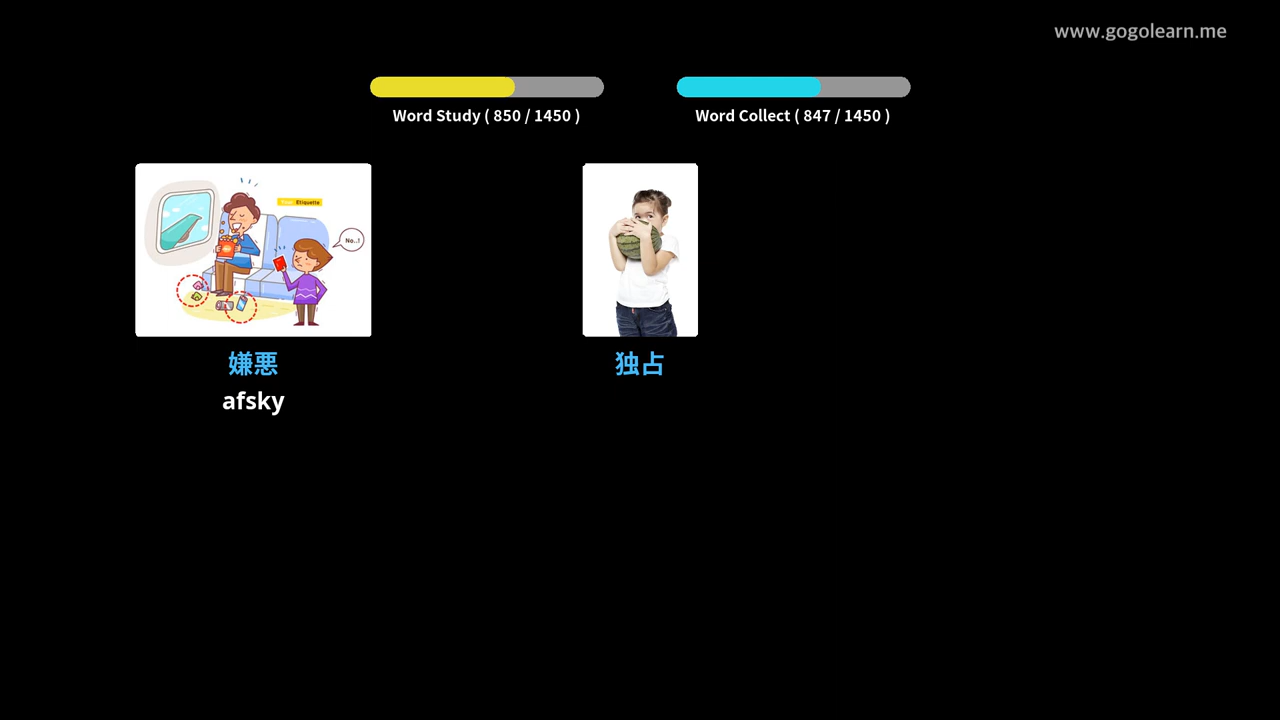 www.gogolearn.me
Word Study ( 850 / 1450 )
Word Collect ( 847 / 1450 )
Etiquette
No..!
嫌悪
独占
afsky